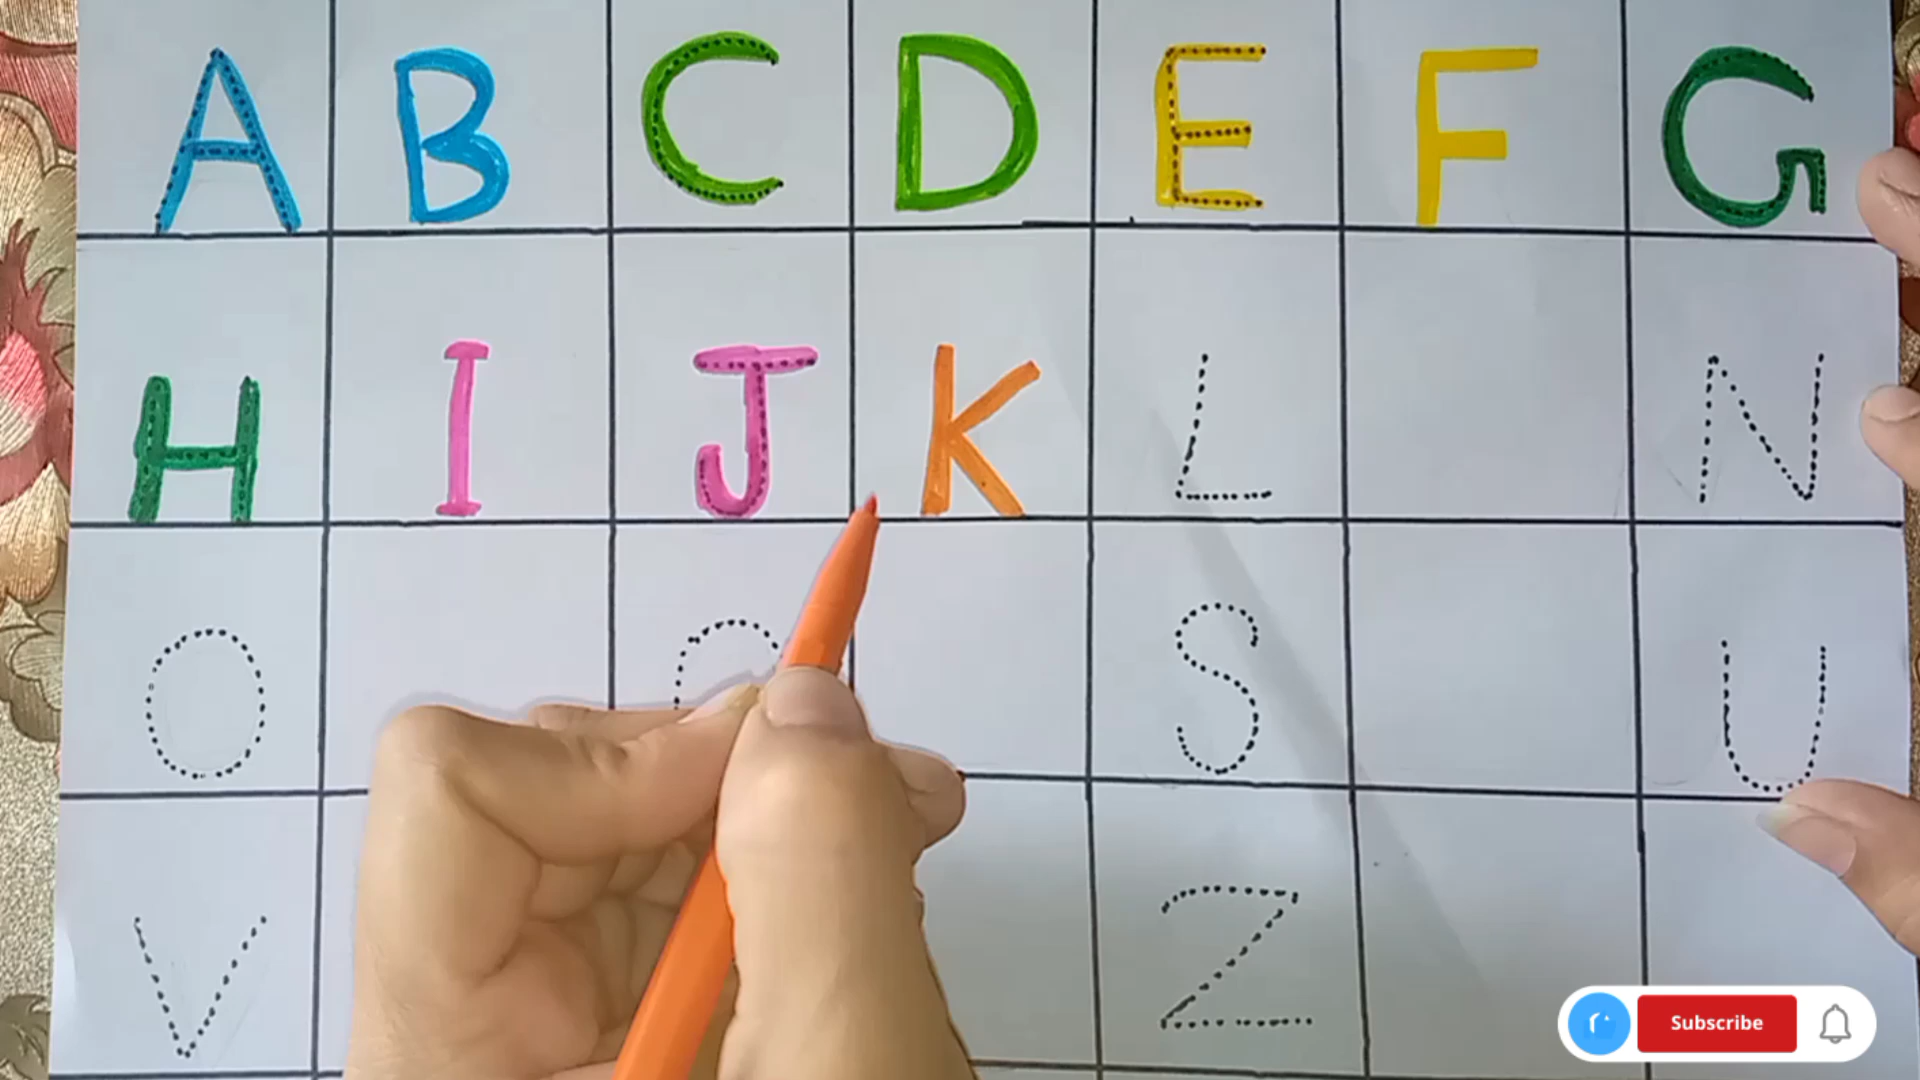 A B C D E F G
H I J K L N
O S U
V Z
Subscribe